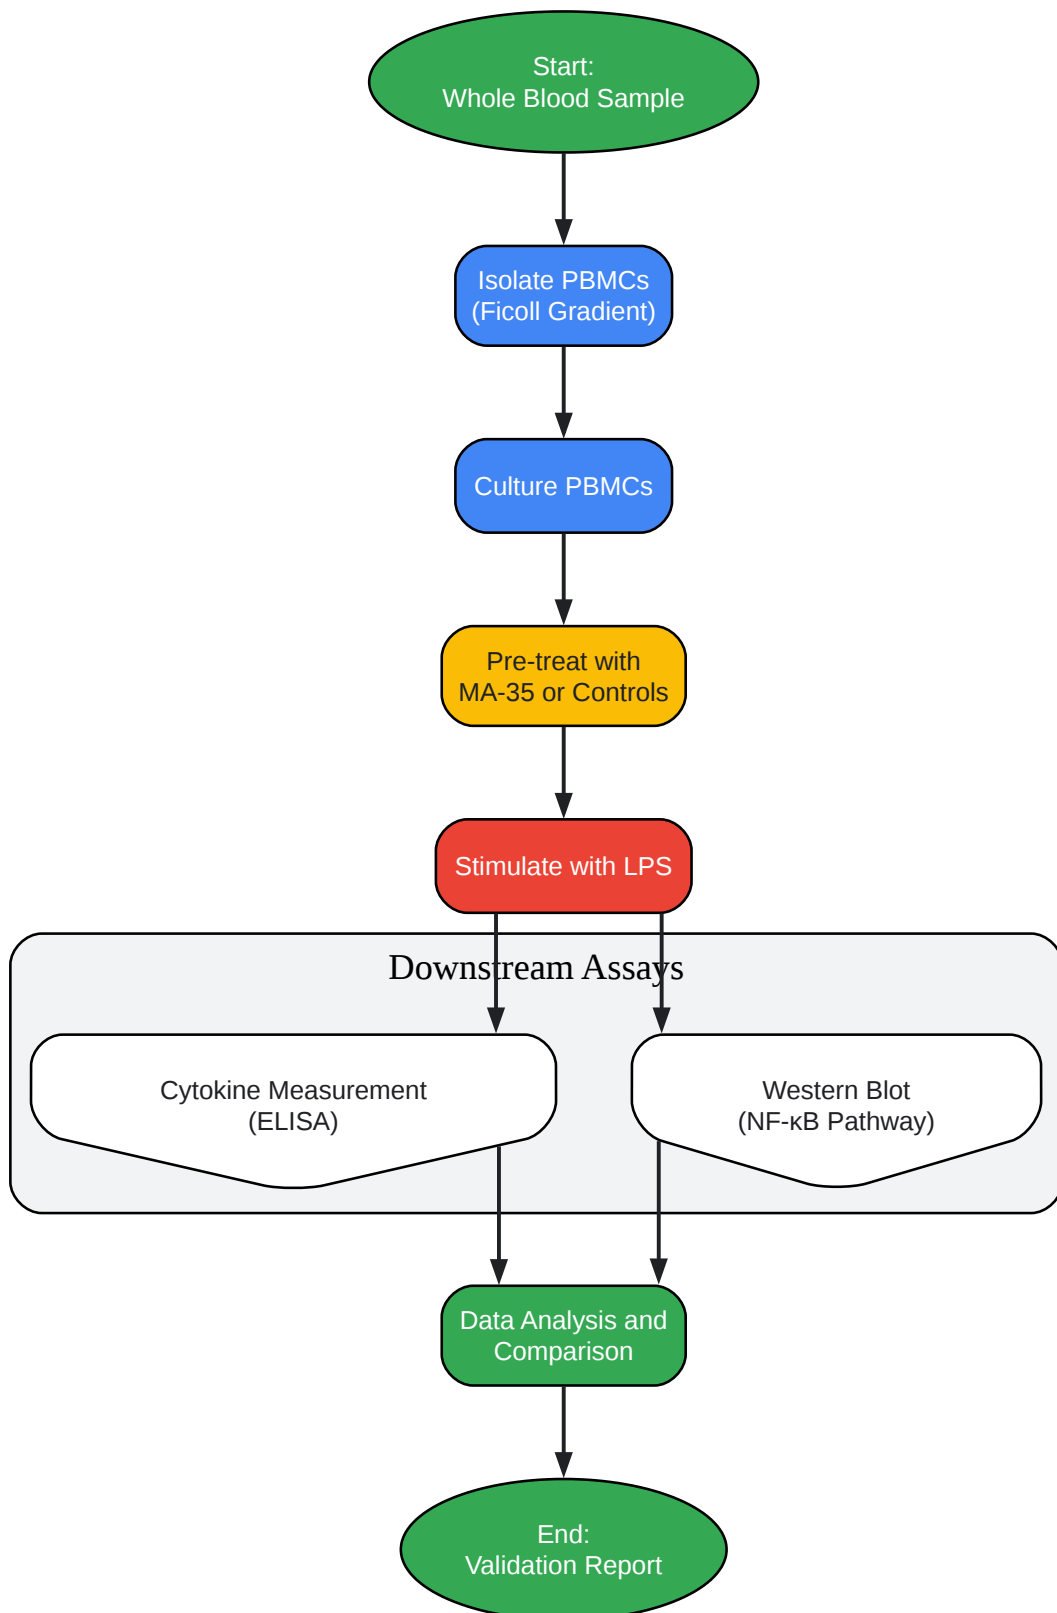 Start:
Whole Blood Sample
Isolate PBMCs
(Ficoll Gradient)
Culture PBMCs
Pre-treat with
MA-35 or Controls
Stimulate with LPS
Downstream Assays
Cytokine Measurement
(ELISA)
Western Blot
(NF-κB Pathway)
Data Analysis and
Comparison
End:
Validation Report